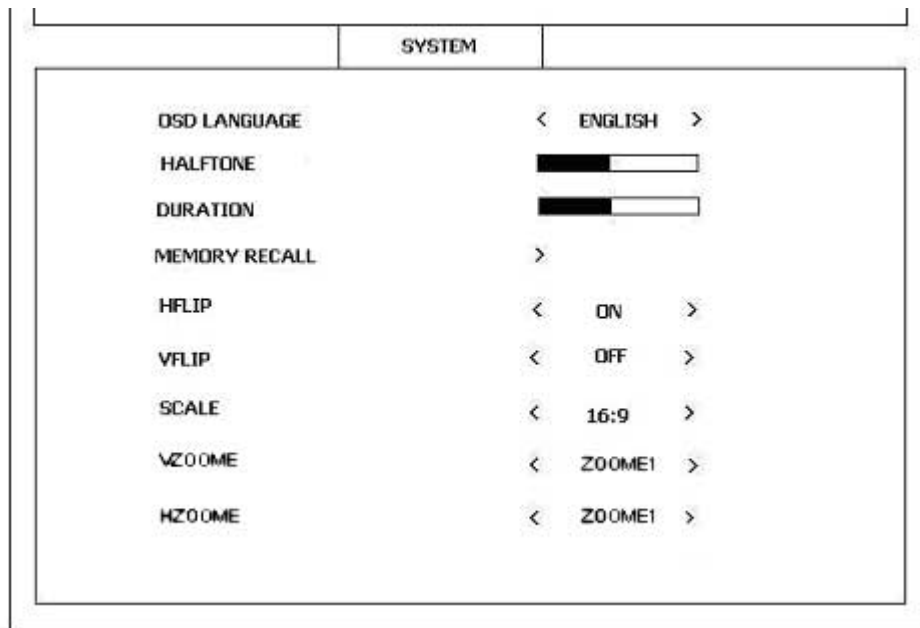 SYSTEM
OSD LANGUAGE < ENGLISH >
HALFTONE
DURATION
MEMORY RECALL >
HFLIP < ON >
VFLIP < OFF >
SCALE < 16:9 >
VZOOME < ZOOME1 >
HZOOME < ZOOME1 >